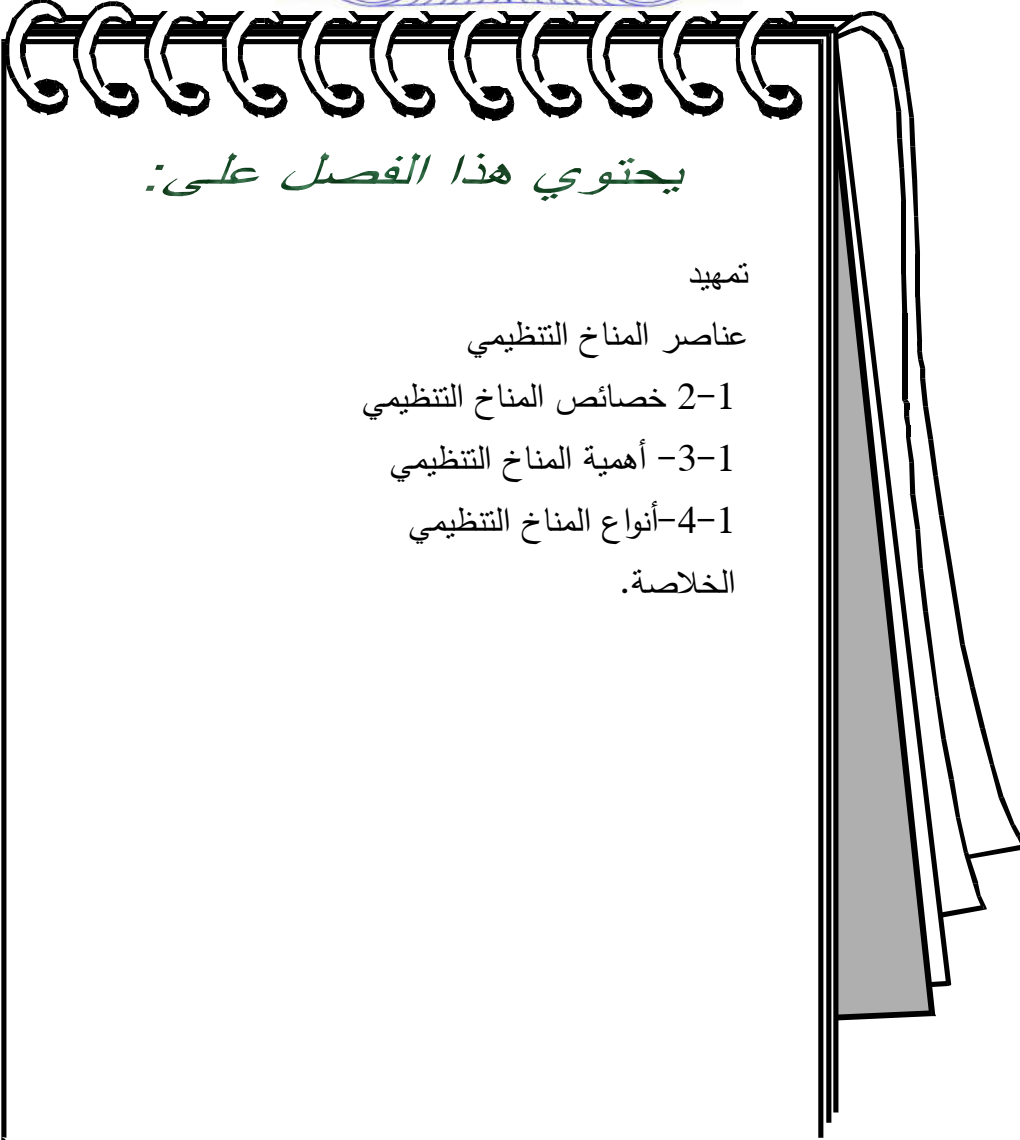 يحتوي هذا الفصل على:
تمهيد
عناصر المناخ التنظيمي
1-2 خصائص المناخ التنظيمي
1-3- أهمية المناخ التنظيمي
1-4-أنواع المناخ التنظيمي
الخلاصة.